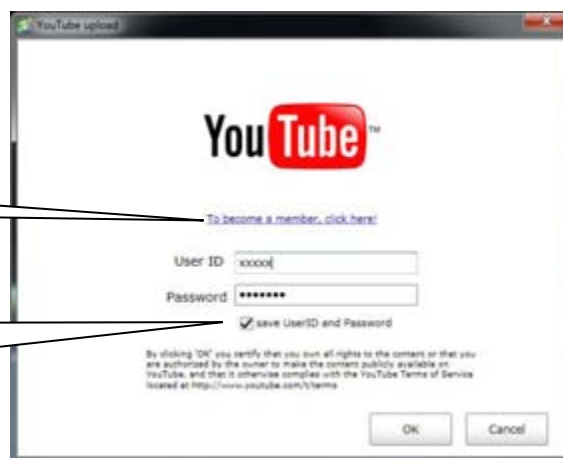 YouTube upload
You Tube™
To become a member, click here!
User ID xxxxx
Password •••••••
save UserID and Password
By clicking 'OK' you certify that you own all rights to the content or that you
are authorized by the owner to make the content publicly available on
YouTube, and that it otherwise complies with the YouTube Terms of Service
located at http://www.youtube.com/t/terms
OK Cancel